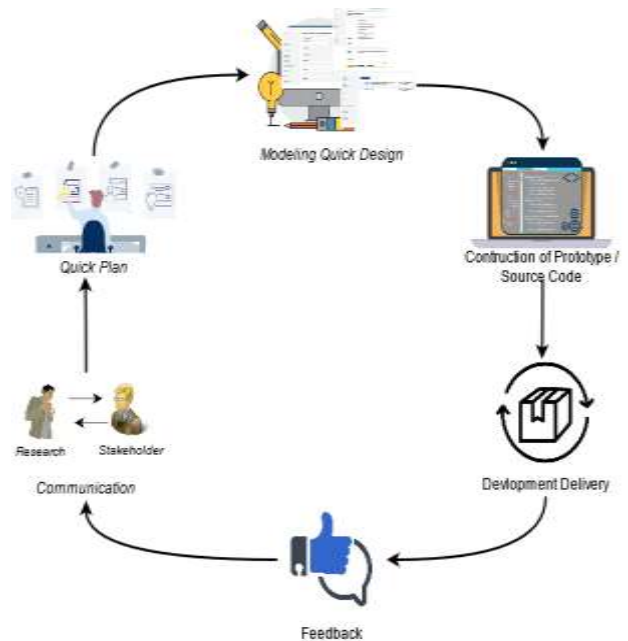 Modeling Quick Design
Quick Plan
Contruction of Prototype /
Source Code
Research
Stakeholder
Communication
Devlopment Delivery
Feedback